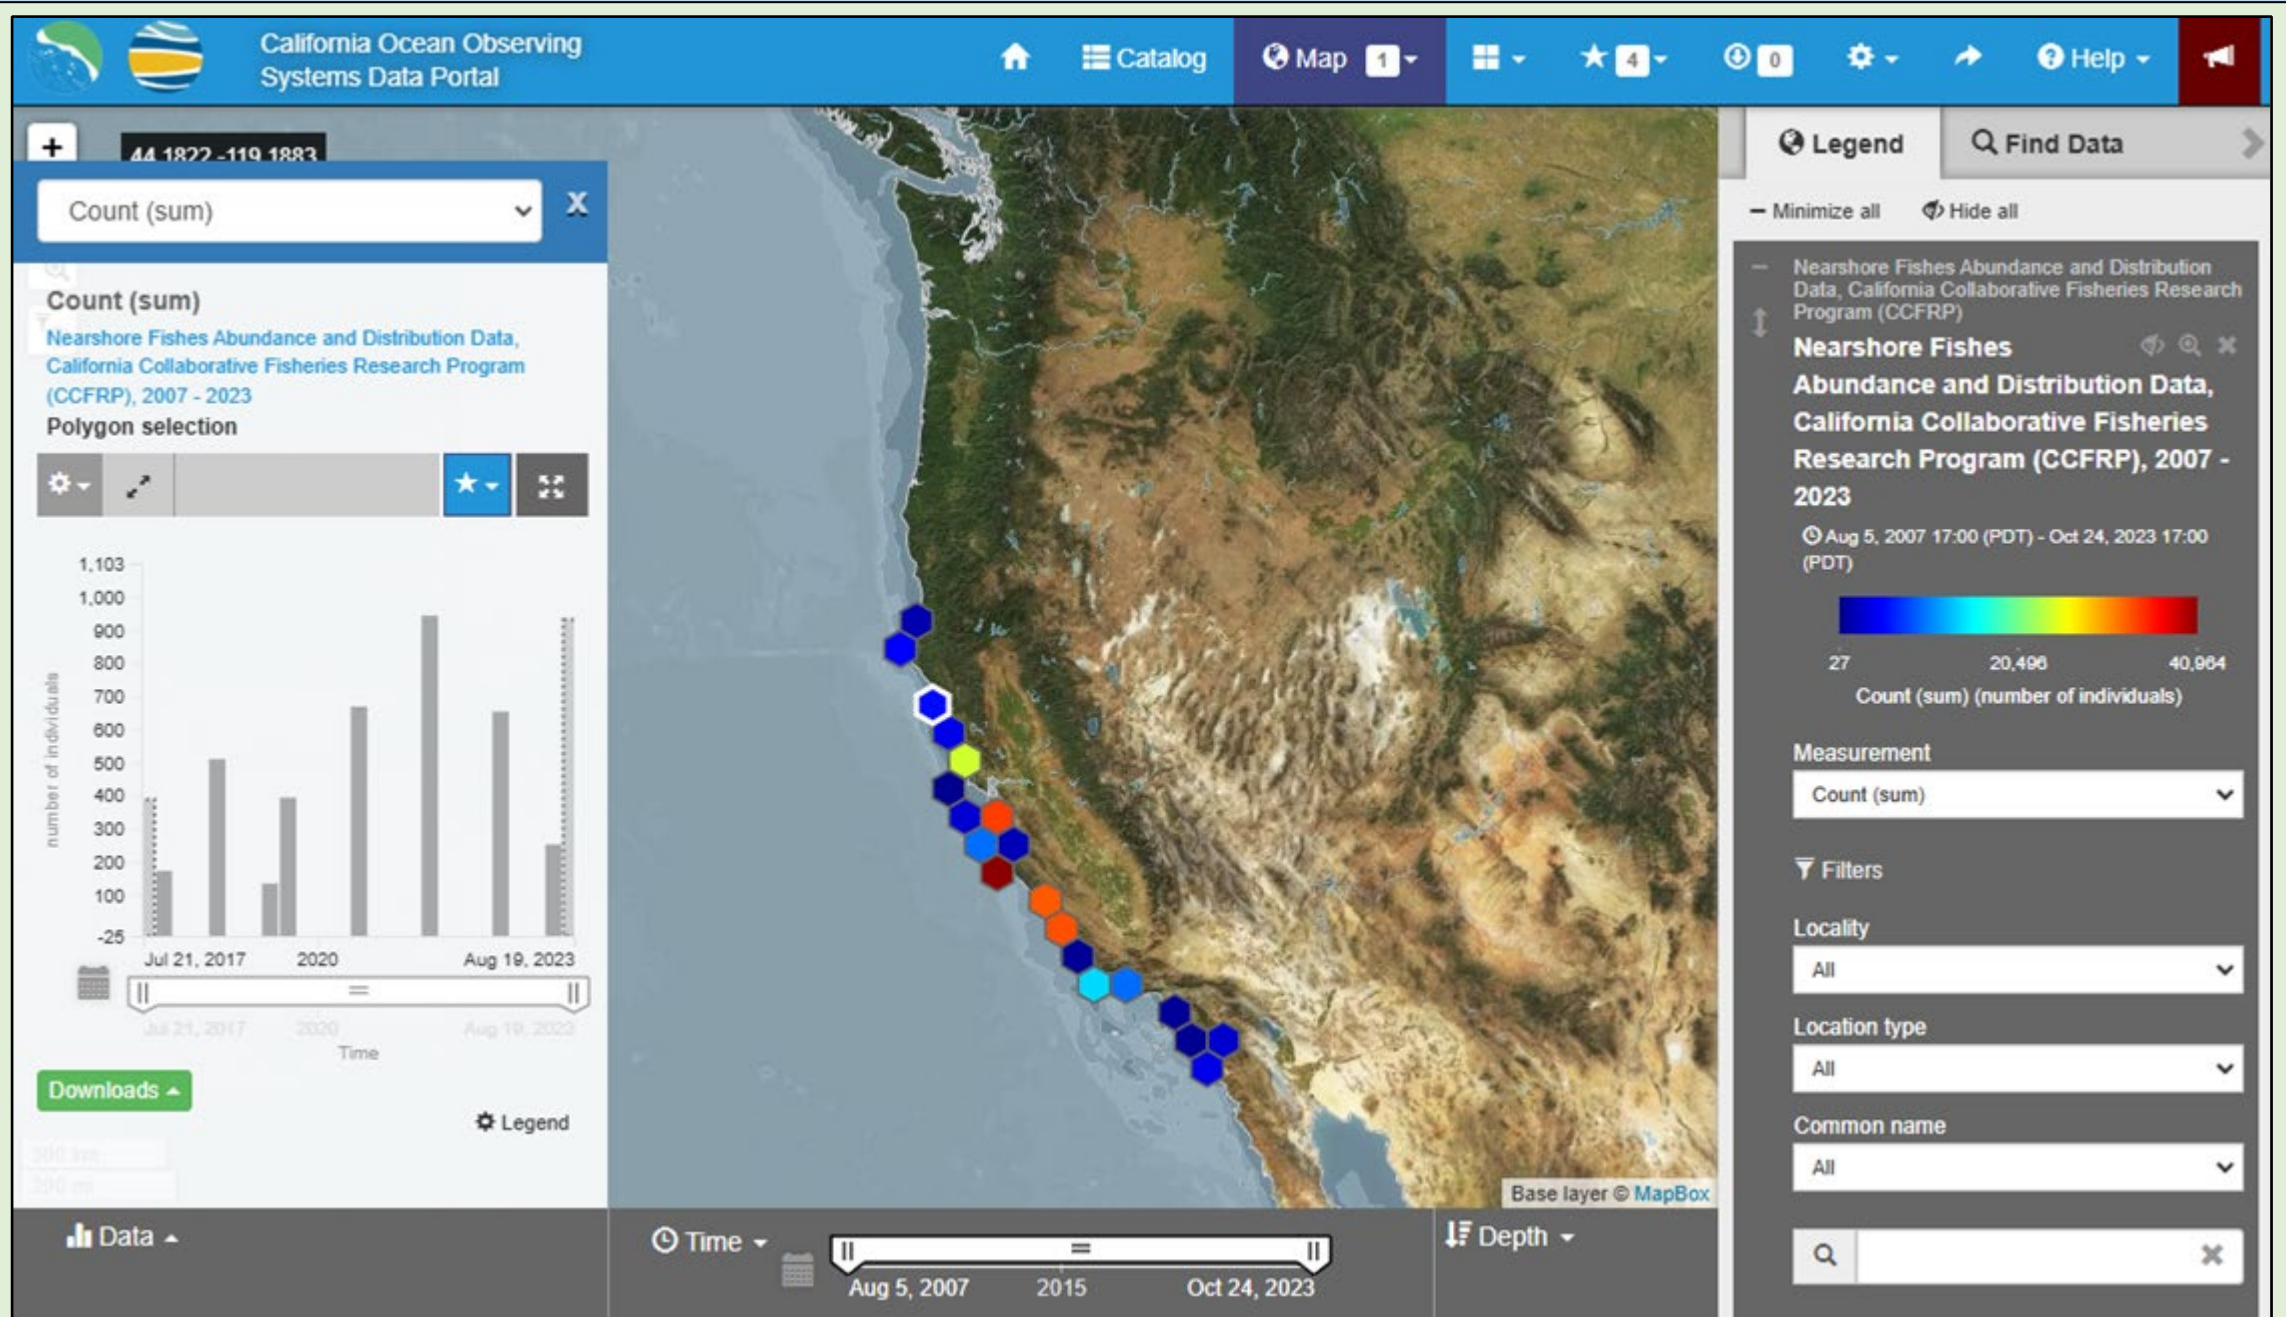 California Ocean Observing
Systems Data Portal
Catalog
Map 1
4
0
Help
+
44.1822 -119.1883
Count (sum)
X
Count (sum)
Nearshore Fishes Abundance and Distribution Data,
California Collaborative Fisheries Research Program
(CCFRP), 2007 - 2023
Polygon selection
1,103
1,000
900
800
700
600
500
400
300
200
100
-25
number of individuals
Jul 21, 2017 2020 Aug 19, 2023
Jul 21, 2017 2020 Aug 19, 2023
Time
Downloads
Legend
Data
Base layer © MapBox
Time
Aug 5, 2007 2015 Oct 24, 2023
Depth
Legend
Find Data
Minimize all Hide all
Nearshore Fishes Abundance and Distribution
Data, California Collaborative Fisheries Research
Program (CCFRP)
Nearshore Fishes
Abundance and Distribution Data,
California Collaborative Fisheries
Research Program (CCFRP), 2007 -
2023
Aug 5, 2007 17:00 (PDT) - Oct 24, 2023 17:00
(PDT)
27 20,496 40,964
Count (sum) (number of individuals)
Measurement
Count (sum)
Filters
Locality
All
Location type
All
Common name
All